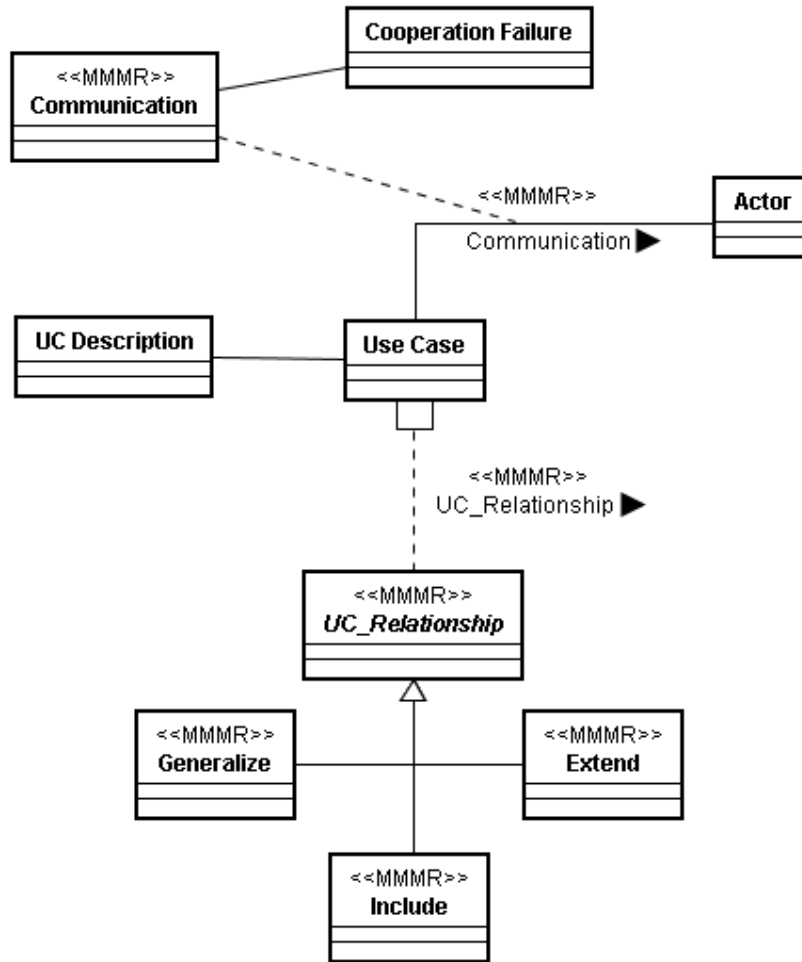 Cooperation Failure
<<MMMR>>
Communication
<<MMMR>>
Communication ▶
Actor
UC Description
Use Case
<<MMMR>>
UC_Relationship ▶
<<MMMR>>
UC_Relationship
<<MMMR>>
Generalize
<<MMMR>>
Extend
<<MMMR>>
Include